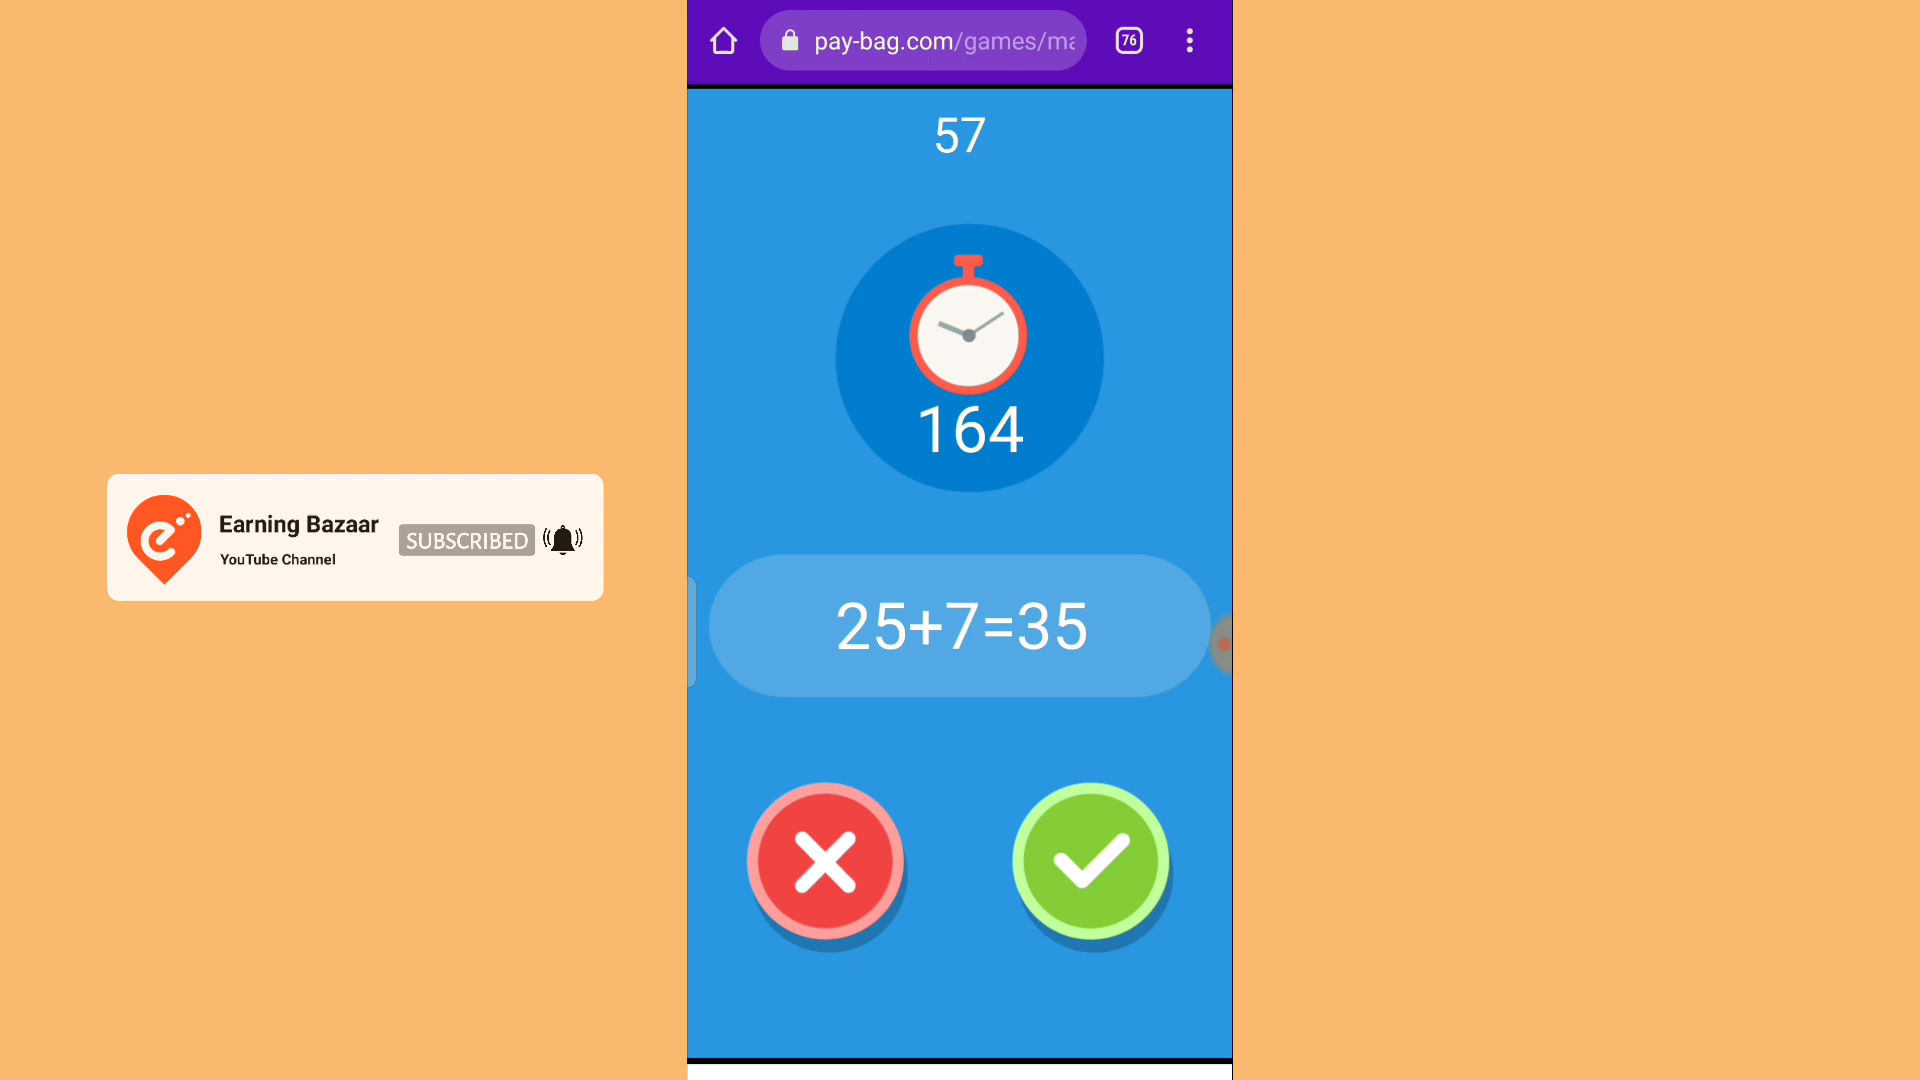 pay-bag.com/games/ma
76
57
164
25+7=35
Earning Bazaar
YouTube Channel
SUBSCRIBED